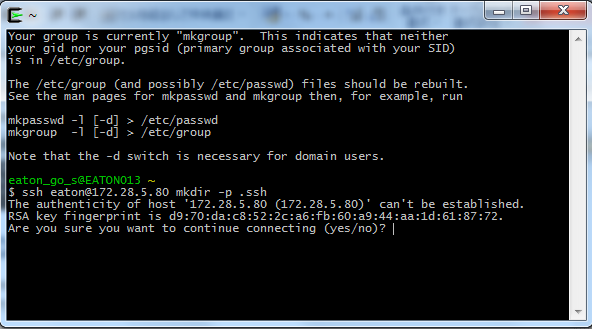 ~
Your group is currently "mkgroup".  This indicates that neither
your gid nor your pgsid (primary group associated with your SID)
is in /etc/group.
The /etc/group (and possibly /etc/passwd) files should be rebuilt.
See the man pages for mkpasswd and mkgroup then, for example, run
mkpasswd -l [-d] > /etc/passwd
mkgroup  -l [-d] > /etc/group
Note that the -d switch is necessary for domain users.
eaton_go_s@EATON013 ~
$ ssh eaton@172.28.5.80 mkdir -p .ssh
The authenticity of host '172.28.5.80 (172.28.5.80)' can't be established.
RSA key fingerprint is d9:70:da:c8:52:2c:a6:fb:60:a9:44:aa:1d:61:87:72.
Are you sure you want to continue connecting (yes/no)?